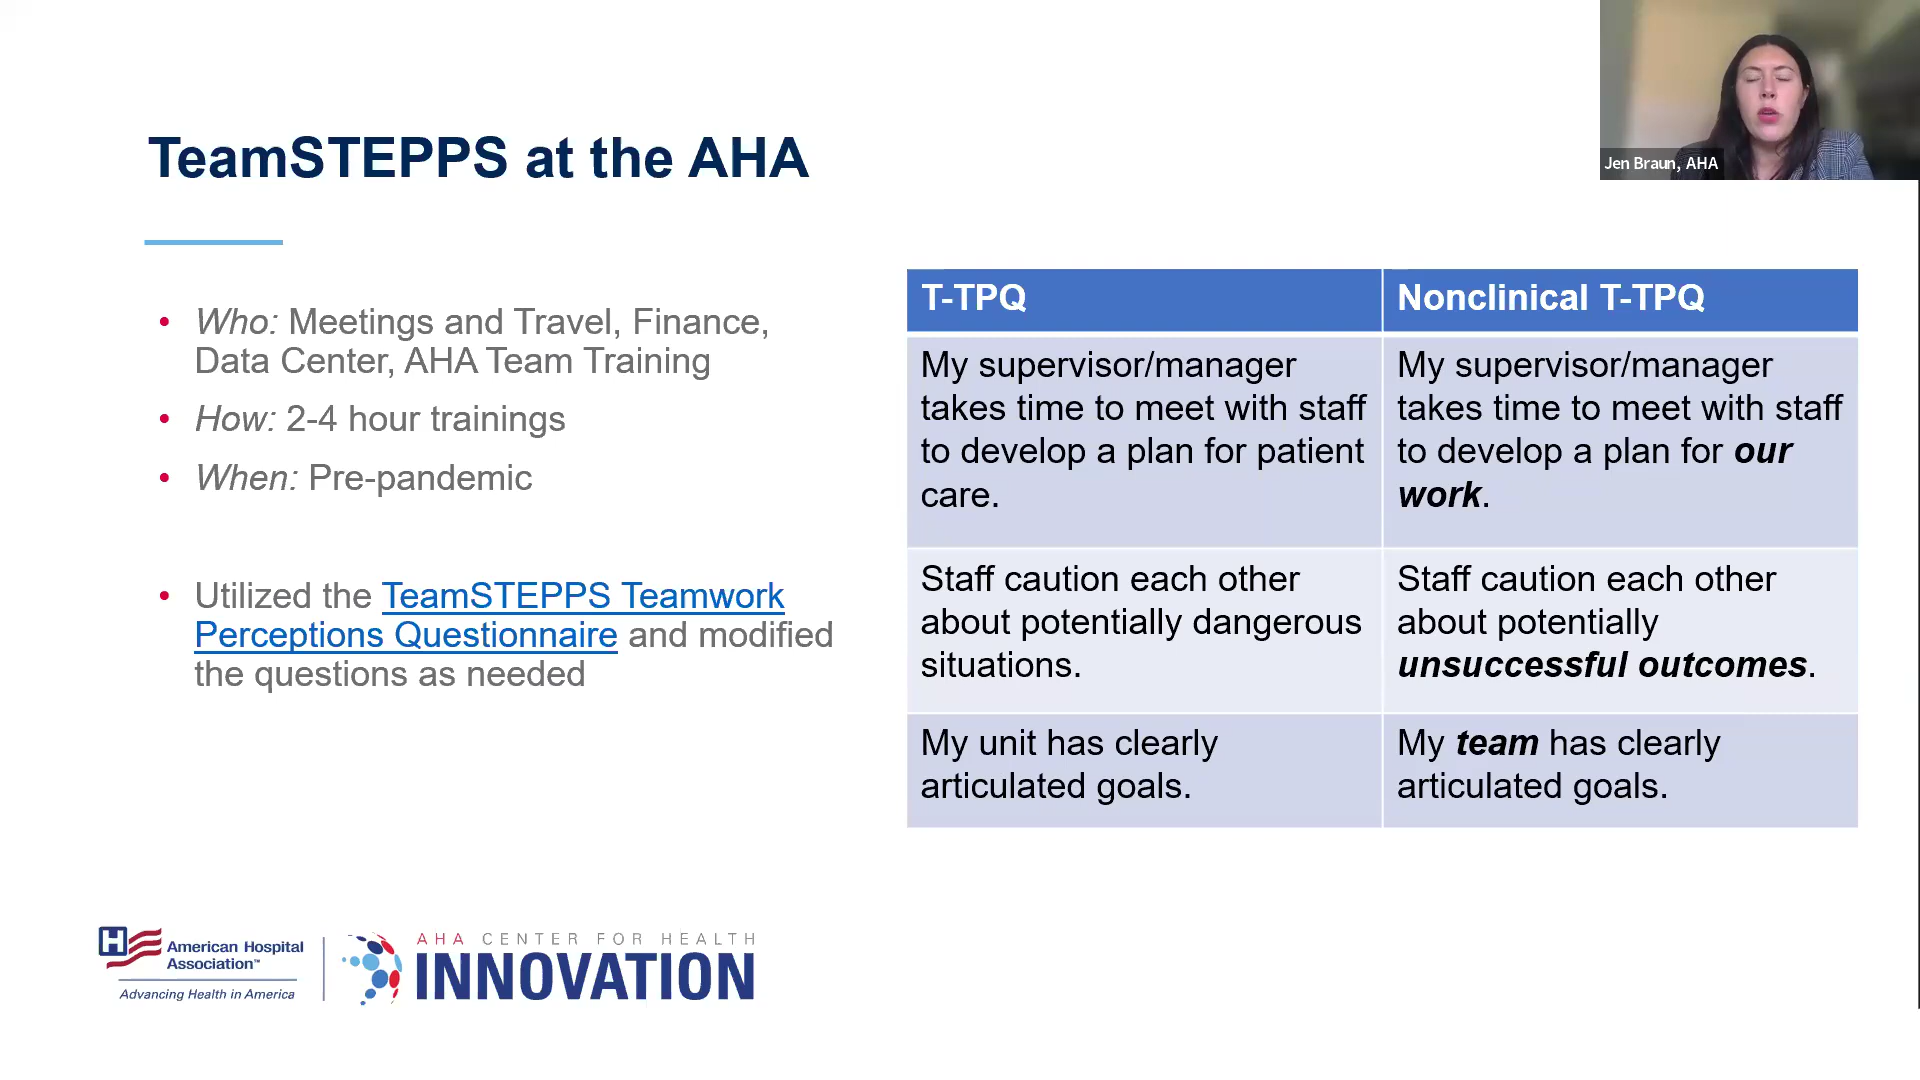 Jen Braun, AHA
TeamSTEPPS at the AHA
• Who: Meetings and Travel, Finance,
Data Center, AHA Team Training
• How: 2-4 hour trainings
• When: Pre-pandemic
• Utilized the TeamSTEPPS Teamwork
Perceptions Questionnaire and modified
the questions as needed
T-TPQ
Nonclinical T-TPQ
My supervisor/manager
takes time to meet with staff
to develop a plan for patient
care.
My supervisor/manager
takes time to meet with staff
to develop a plan for our
work.
Staff caution each other
about potentially dangerous
situations.
Staff caution each other
about potentially
unsuccessful outcomes.
My unit has clearly
articulated goals.
My team has clearly
articulated goals.
H
American Hospital
Association™
Advancing Health in America
AHA CENTER FOR HEALTH
INNOVATION